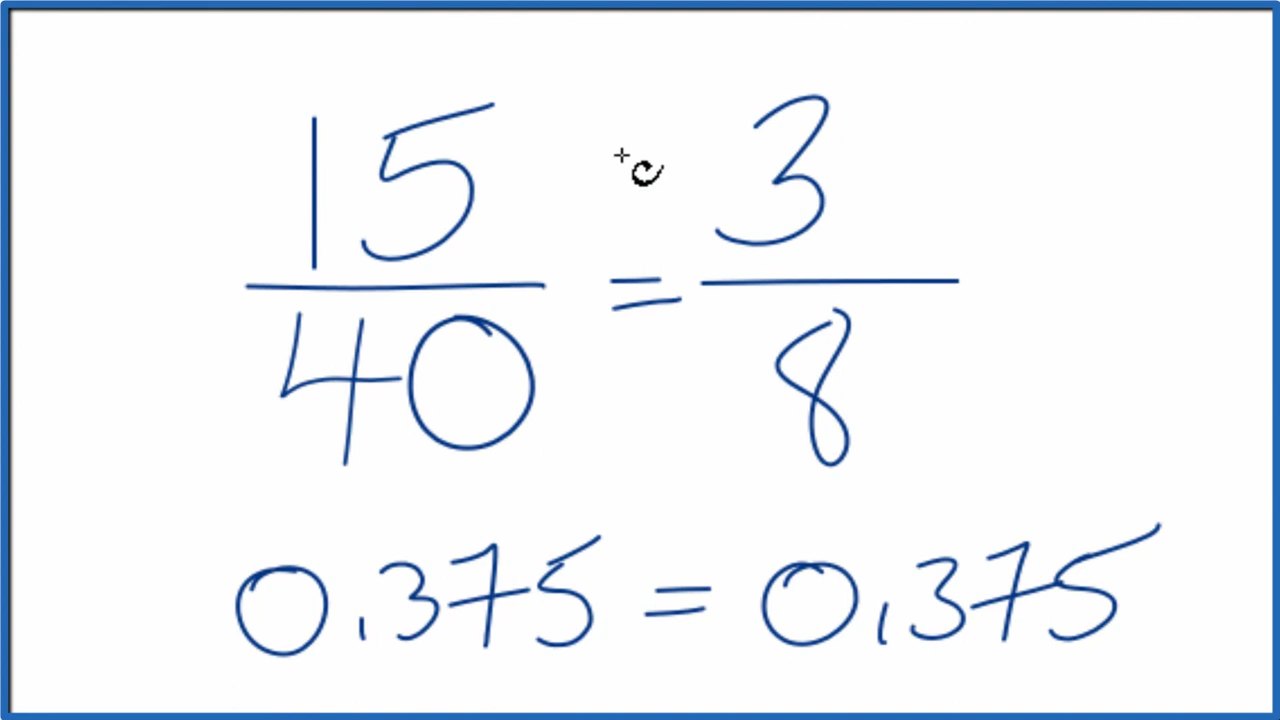 15/40 = 3/8
0.375 = 0.375